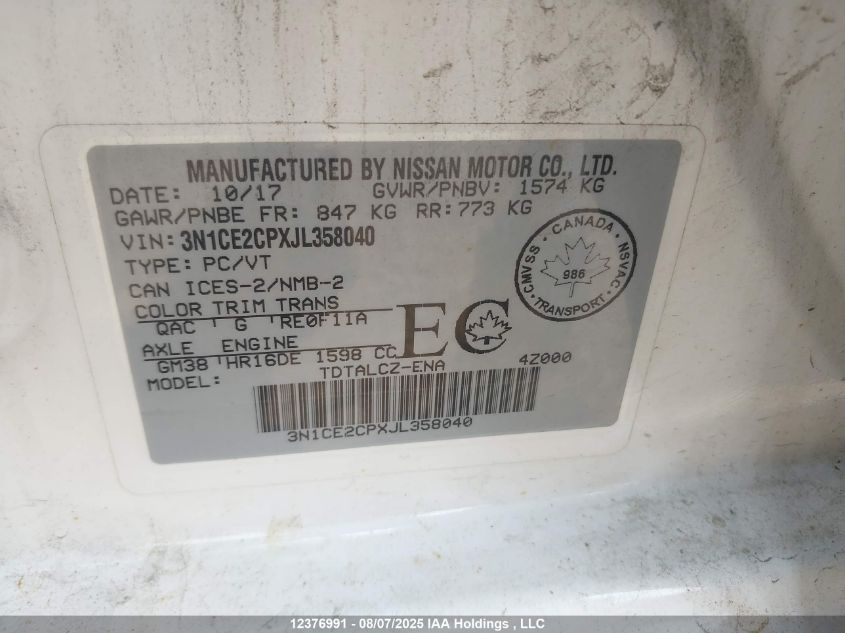 MANUFACTURED BY NISSAN MOTOR CO., LTD.
DATE: 10/17 GVWR/PNBV: 1574 KG
GAWR/PNBE FR: 847 KG RR: 773 KG
VIN: 3N1CE2CPXJL358040
TYPE: PC/VT
CAN ICES-2/NMB-2
COLOR TRIM TRANS
QAC G RE0F11A
AXLE ENGINE
GM38 HR16DE 1598 CC
EC
MODEL: TDTALCZ-ENA 4Z000
3N1CE2CPXJL358040
CANADA
CMVSS · NSVAC
986
TRANSPORT
12376991 - 08/07/2025 IAA Holdings , LLC